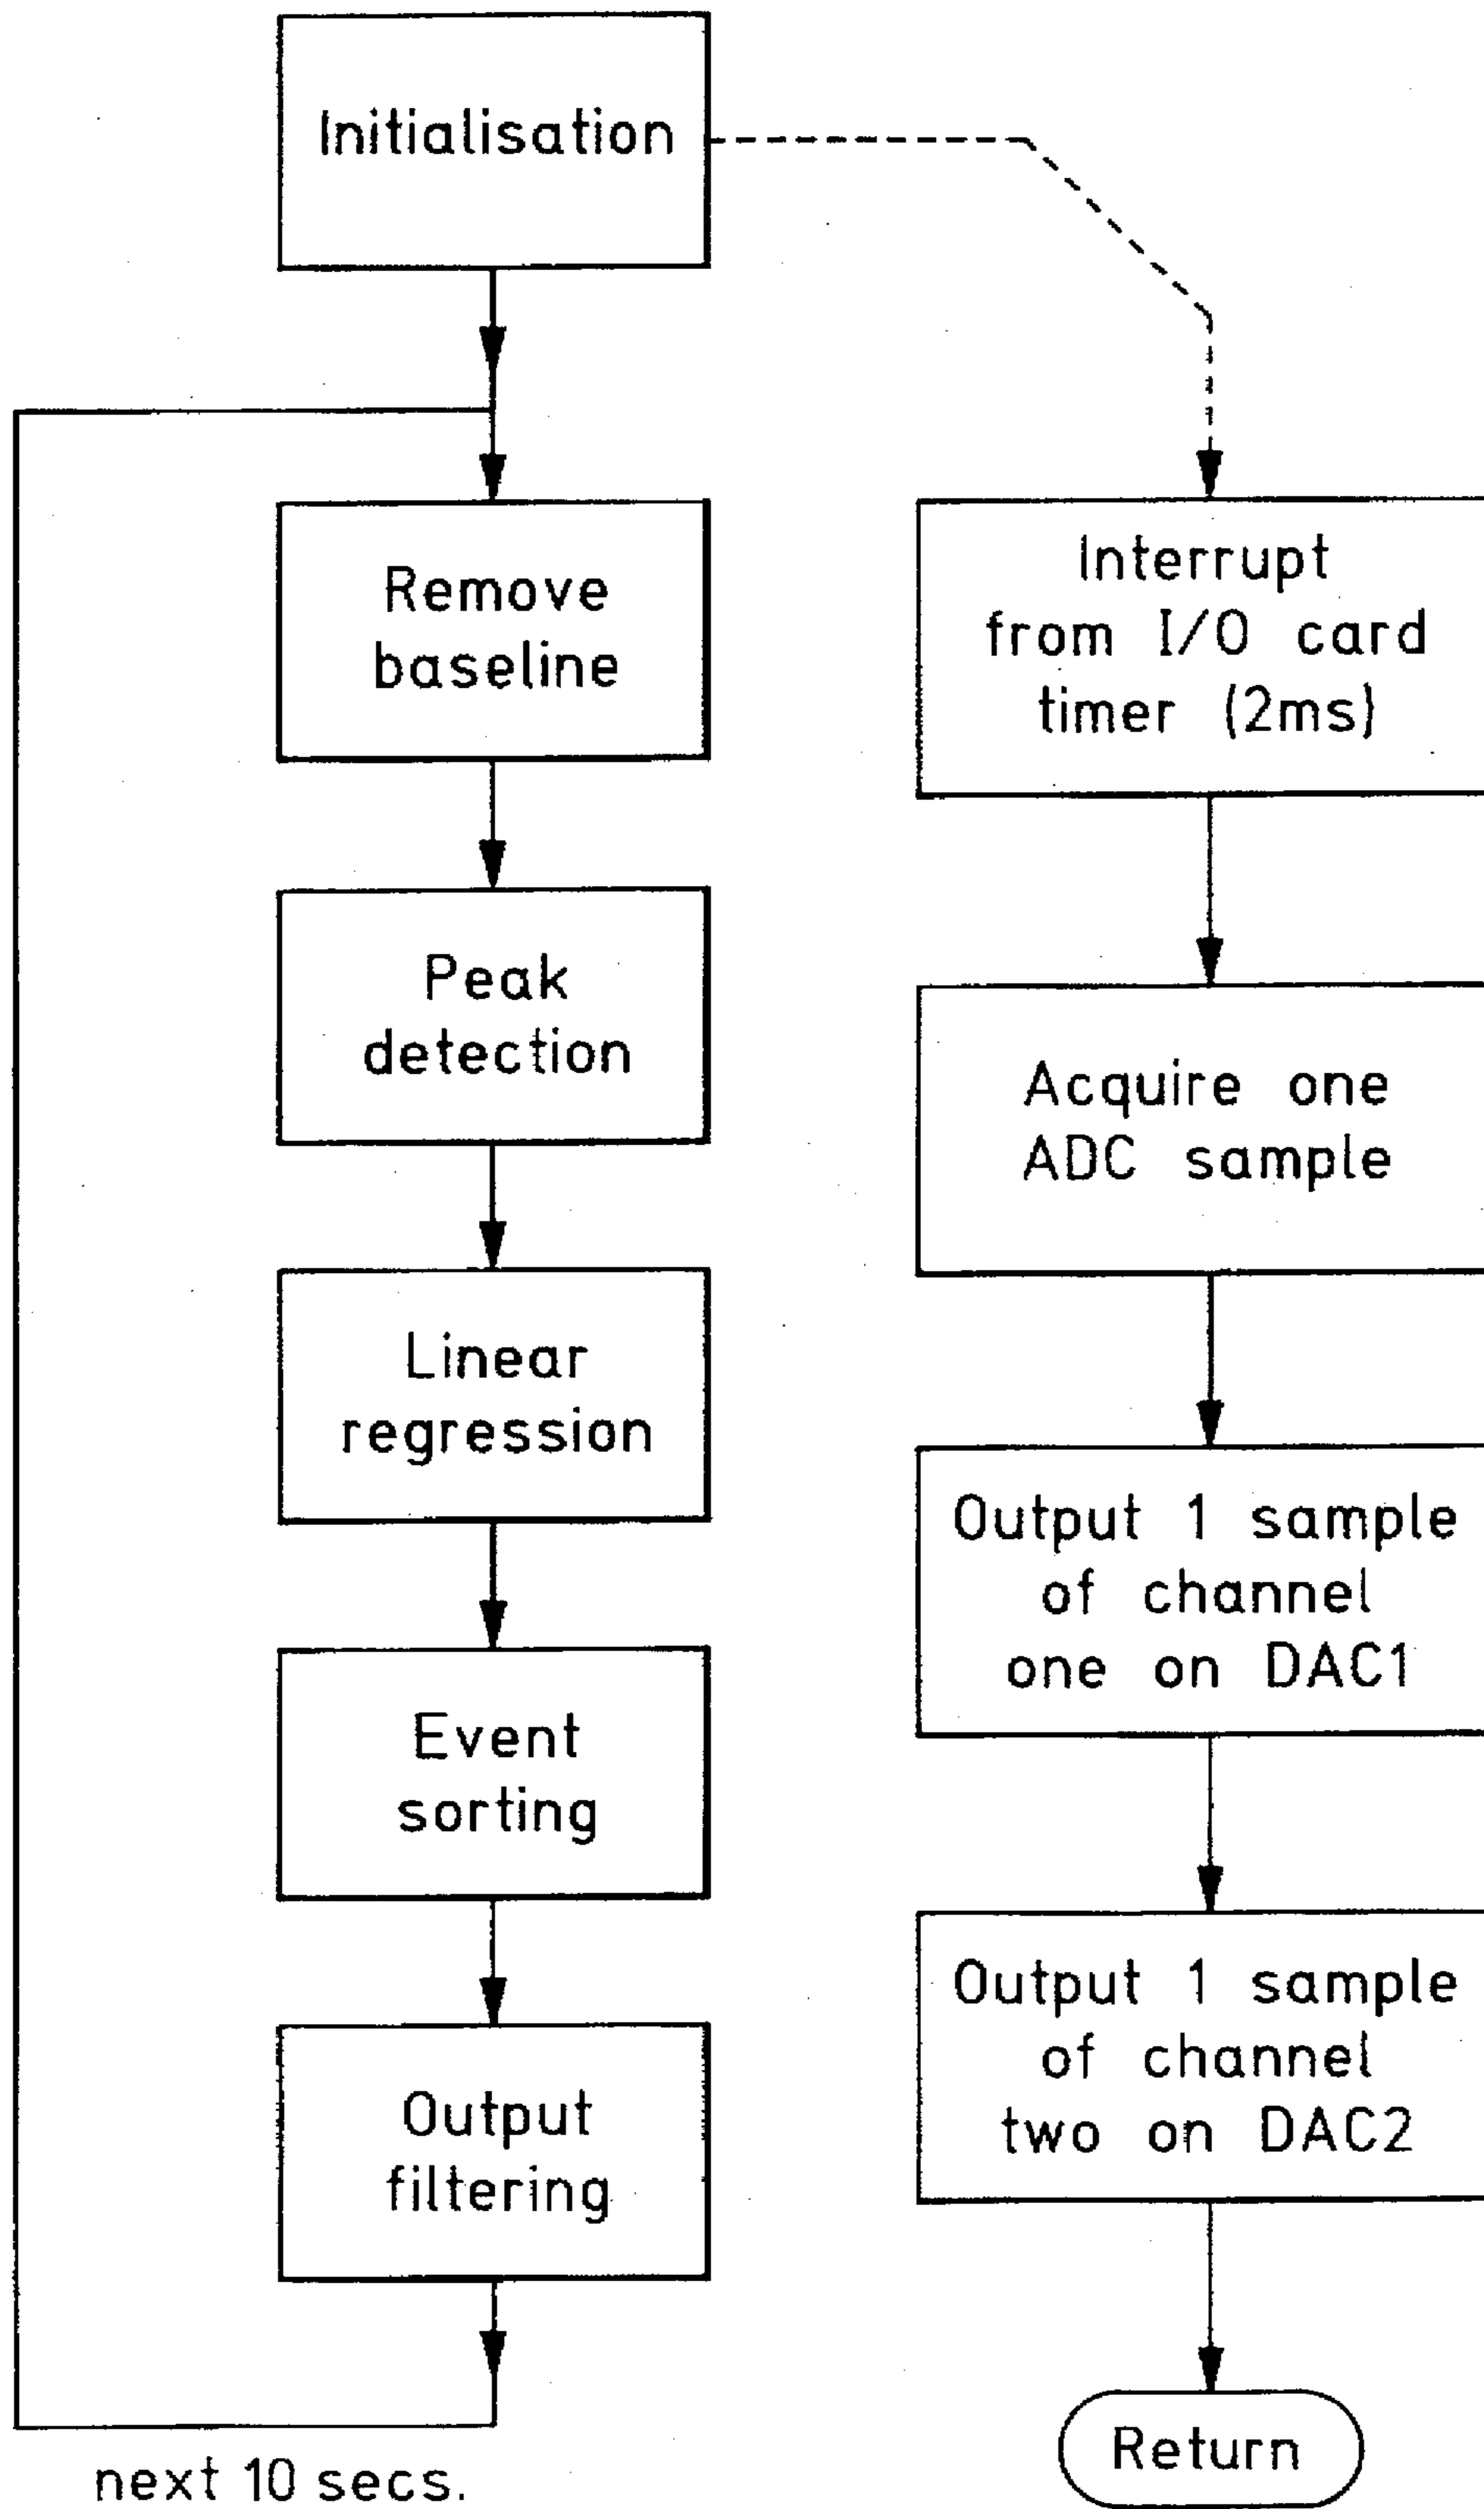 Initialisation
Remove
baseline
Peak
detection
Linear
regression
Event
sorting
Output
filtering
next 10 secs.
Interrupt
from I/O card
timer (2ms)
Acquire one
ADC sample
Output 1 sample
of channel
one on DAC1
Output 1 sample
of channel
two on DAC2
Return